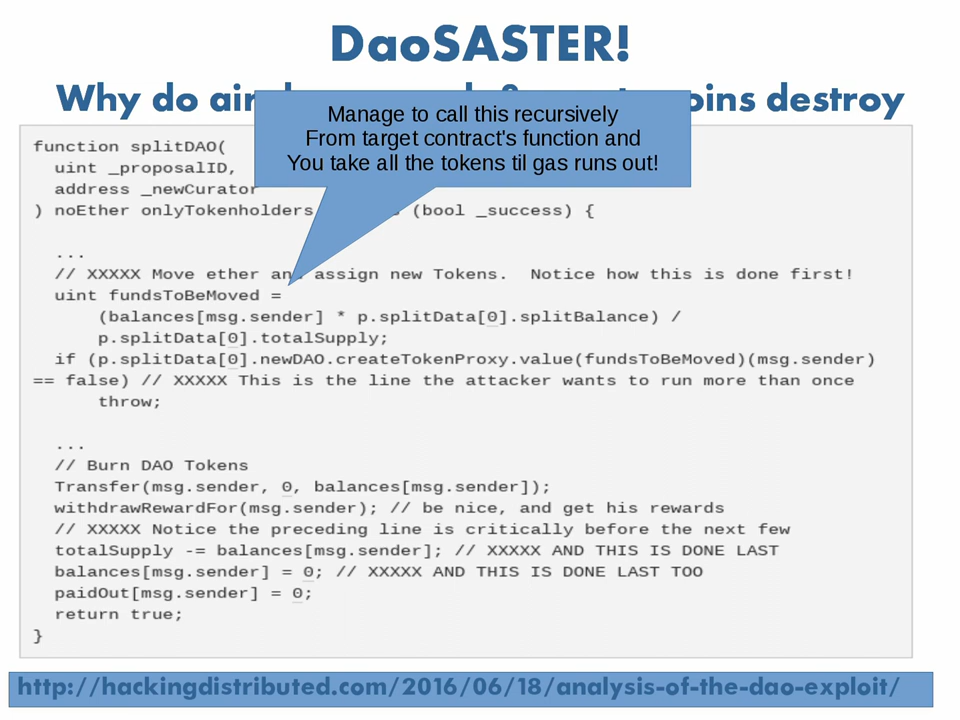 DaoSASTER!
Why do destroy
Manage to call this recursively
From target contract's function and
You take all the tokens til gas runs out!
function splitDAO(
uint _proposalID,
address _newCurator
) noEther onlyTokenholders (bool _success) {
...
// XXXXX Move ether and assign new Tokens. Notice how this is done first!
uint fundsToBeMoved =
(balances[msg.sender] * p.splitData[0].splitBalance) /
p.splitData[0].totalSupply;
if (p.splitData[0].newDAO.createTokenProxy.value(fundsToBeMoved)(msg.sender)
== false) // XXXXX This is the line the attacker wants to run more than once
throw;
...
// Burn DAO Tokens
Transfer(msg.sender, 0, balances[msg.sender]);
withdrawRewardFor(msg.sender); // be nice, and get his rewards
// XXXXX Notice the preceding line is critically before the next few
totalSupply -= balances[msg.sender]; // XXXXX AND THIS IS DONE LAST
balances[msg.sender] = 0; // XXXXX AND THIS IS DONE LAST TOO
paidOut[msg.sender] = 0;
return true;
}
http://hackingdistributed.com/2016/06/18/analysis-of-the-dao-exploit/